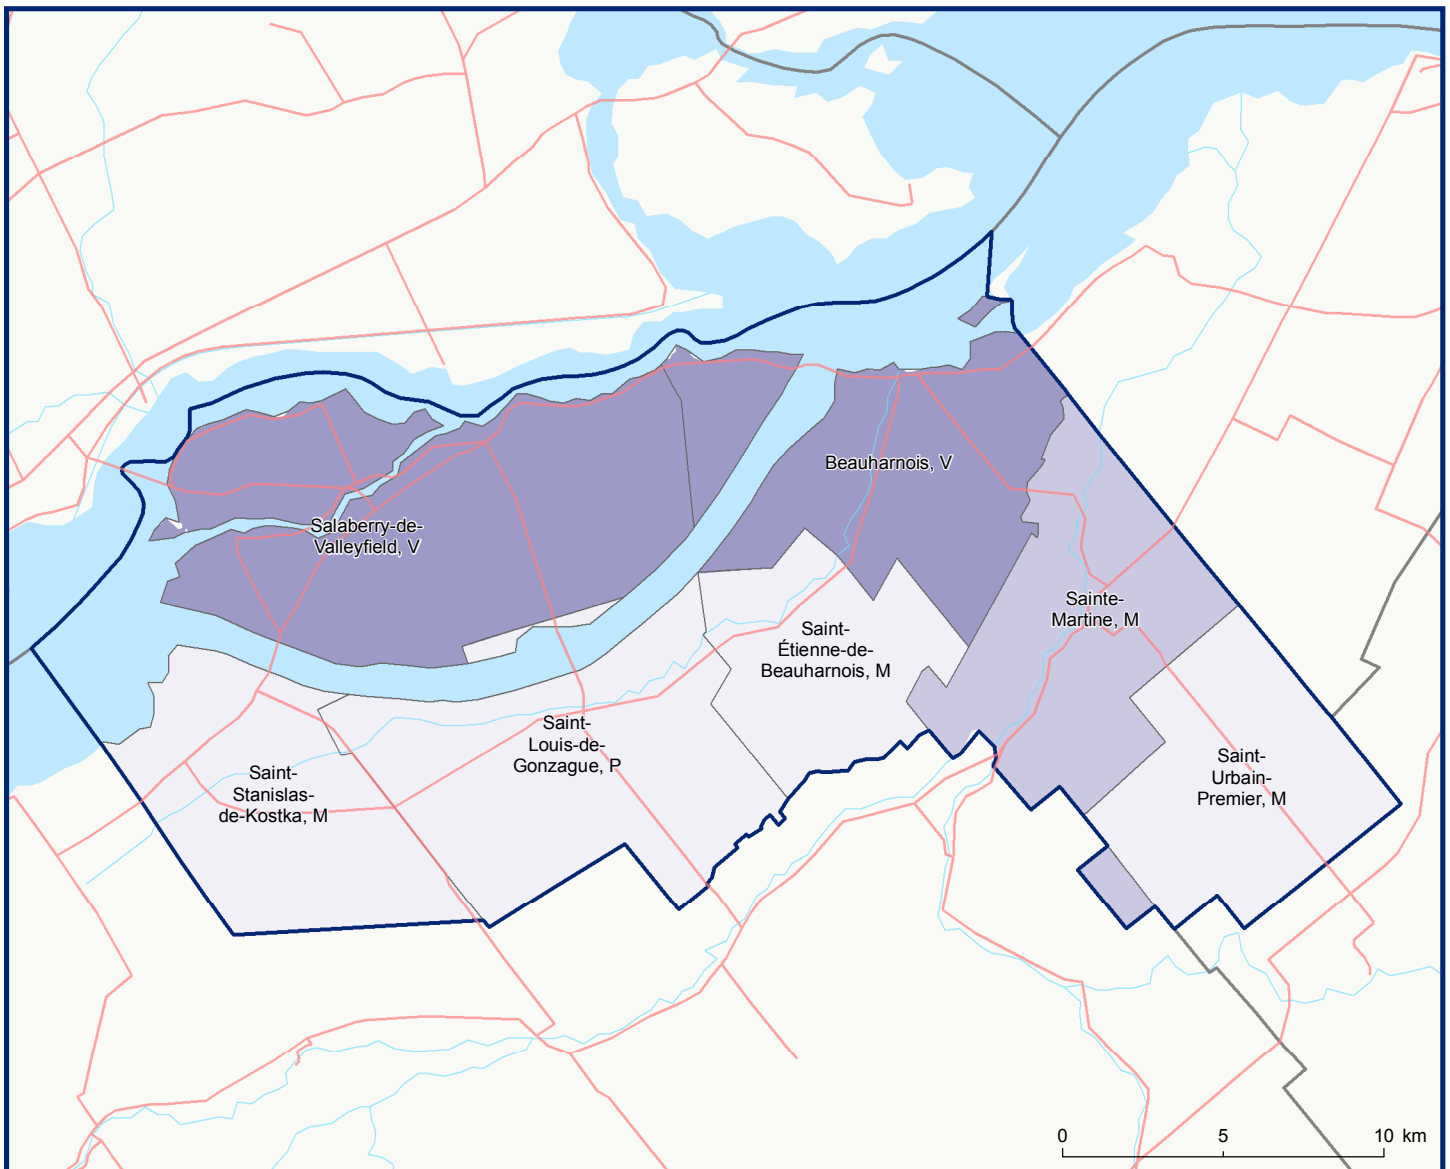 Beauharnois, V
Salaberry-de-
Valleyfield, V
Sainte-
Martine, M
Saint-
Étienne-de-
Beauharnois, M
Saint-
Louis-de-
Gonzague, P
Saint-
Urbain-
Premier, M
Saint-
Stanislas-
de-Kostka, M
0 5 10 km